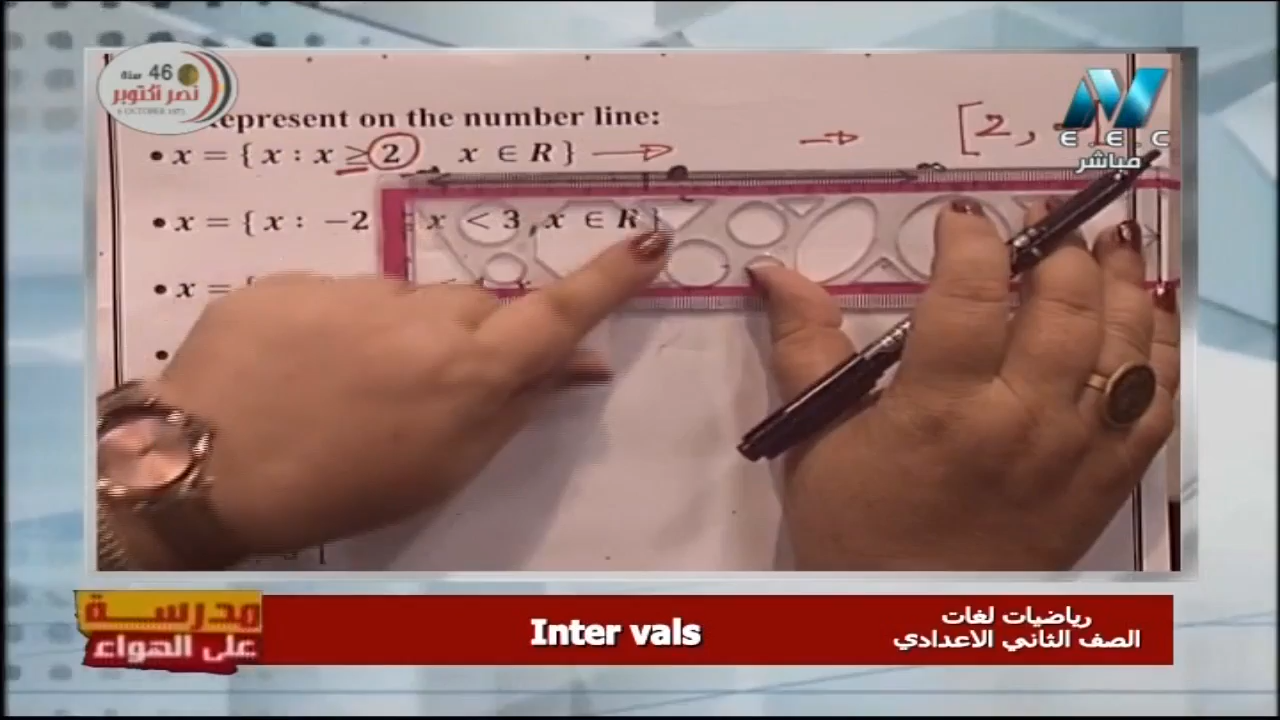 46 سنة
نصر أكتوبر
6 OCTOBER 1973
epresent on the number line:
• x = { x : x ≥ 2 , x ∈ R } →
→ [2,
E.E.C
مباشر
• x = { x : −2 x < 3 , x ∈ R }
• x = {
مدرسة
على الهواء
Inter vals
رياضيات لغات
الصف الثاني الاعدادي